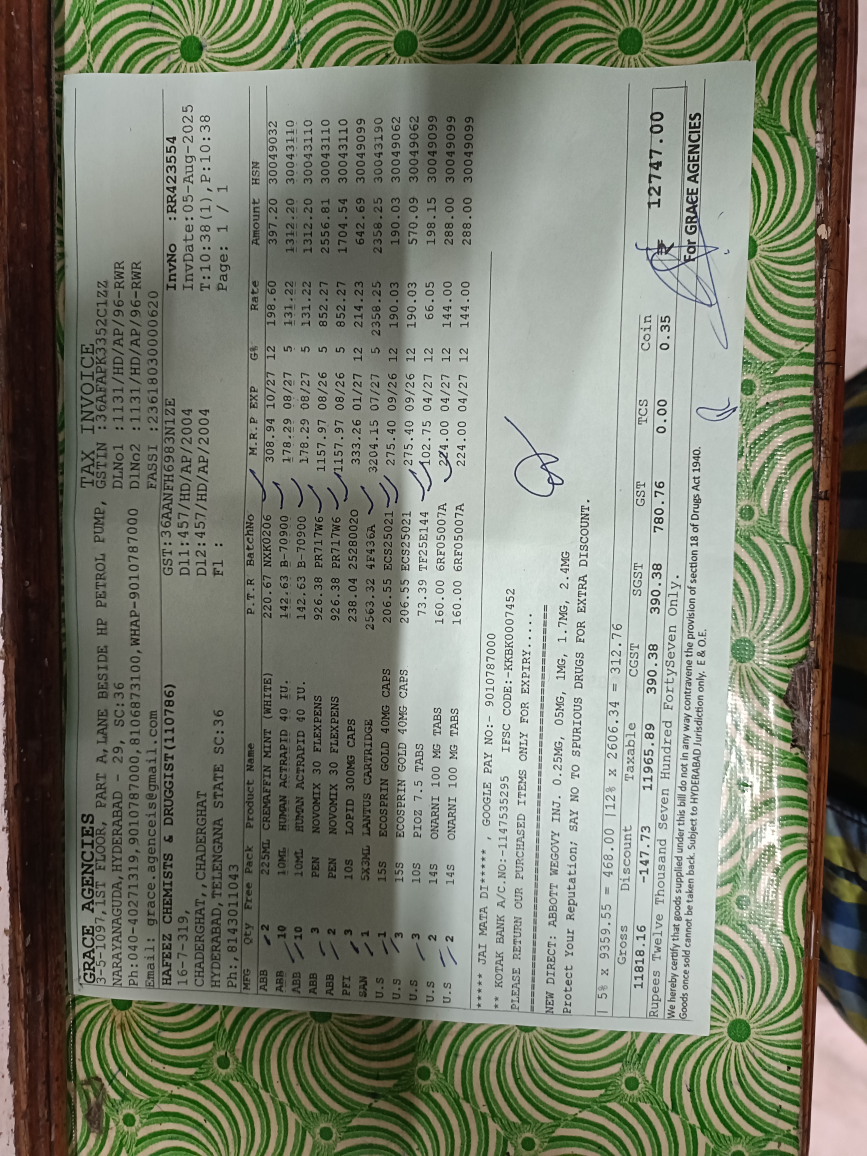 GRACE AGENCIES TAX INVOICE
3-5-1097,1ST FLOOR, PART A,LANE BESIDE HP PETROL PUMP, GSTIN :36AFAPK3352C1ZZ
NARAYANAGUDA,HYDERABAD - 29, SC:36 DLNo1 :1131/HD/AP/96-RWR
Ph:040-40271319,9010787000,8106873100,WHAP-9010787000 DlNo2 :1131/HD/AP/96-RWR
Email: grace.agenceis@gmail.com FASSI :23618030000620
HAFEEZ CHEMISTS & DRUGGIST(110786) GST:36AANFH6983N1ZE InvNo :RR423554
16-7-319, D11:457/HD/AP/2004 InvDate:05-Aug-2025
CHADERGHAT,,CHADERGHAT D12:457/HD/AP/2004 T:10:38(1),P:10:38
HYDERABAD,TELENGANA STATE SC:36 Fl : Page: 1 / 1
Ph:,8143011043
MFG Qty Free Pack Product Name P.T.R BatchNo M.R.P EXP G% Rate Amount HSN
ABB 2 225ML CREMAFFIN MINT (WHITE) 220.67 NXK0206 308.94 10/27 12 198.60 397.20 30049032
ABB 10 10ML HUMAN ACTRAPID 40 IU. 142.63 B-70900 178.29 08/27 5 131.22 1312.20 30043110
ABB 10 10ML HUMAN ACTRAPID 40 IU. 142.63 B-70900 178.29 08/27 5 131.22 1312.20 30043110
ABB 3 PEN NOVOMIX 30 FLEXPENS 926.38 PR717W6 1157.97 08/26 5 852.27 2556.81 30043110
ABB 2 PEN NOVOMIX 30 FLEXPENS 926.38 PR717W6 1157.97 08/26 5 852.27 1704.54 30043110
PFI 3 10S LOPID 300MG CAPS 238.04 25280020 333.26 01/27 12 214.23 642.69 30049099
SAN 1 5X3ML LANTUS CARTRIDGE 2563.32 4F436A 3204.15 07/27 5 2358.25 2358.25 30043190
U.S 1 15S ECOSPRIN GOLD 40MG CAPS 206.55 ECS25021 275.40 09/26 12 190.03 190.03 30049062
U.S 3 15S ECOSPRIN GOLD 40MG CAPS 206.55 ECS25021 275.40 09/26 12 190.03 570.09 30049062
U.S 3 10S PIOZ 7.5 TABS 73.39 TF25E144 102.75 04/27 12 66.05 198.15 30049099
U.S 2 14S ONARNI 100 MG TABS 160.00 6RF05007A 224.00 04/27 12 144.00 288.00 30049099
U.S 2 14S ONARNI 100 MG TABS 160.00 6RF05007A 224.00 04/27 12 144.00 288.00 30049099
***** JAI MATA DI***** , GOOGLE PAY NO:- 9010787000
** KOTAK BANK A/C.NO:-1147535295 IFSC CODE:-KKBK0007452
PLEASE RETURN OUR PURCHASED ITEMS ONLY FOR EXPIRY.....
NEW DIRECT: ABBOTT WEGOVY INJ. 0.25MG, 05MG, 1MG, 1.7MG, 2.4MG
Protect Your Reputation; SAY NO TO SPURIOUS DRUGS FOR EXTRA DISCOUNT.
| 5% x 9359.55 = 468.00 |12% x 2606.34 = 312.76
Gross Discount Taxable CGST SGST GST TCS Coin
11818.16 -147.73 11965.89 390.38 390.38 780.76 0.00 0.35 ₹ 12747.00
Rupees Twelve Thousand Seven Hundred FortySeven Only.
We hereby certify that goods supplied under this bill do not in any way contravene the provision of section 18 of Drugs Act 1940.
Goods once sold cannot be taken back. Subject to HYDERABAD Jurisdiction only. E & O.E. For GRACE AGENCIES